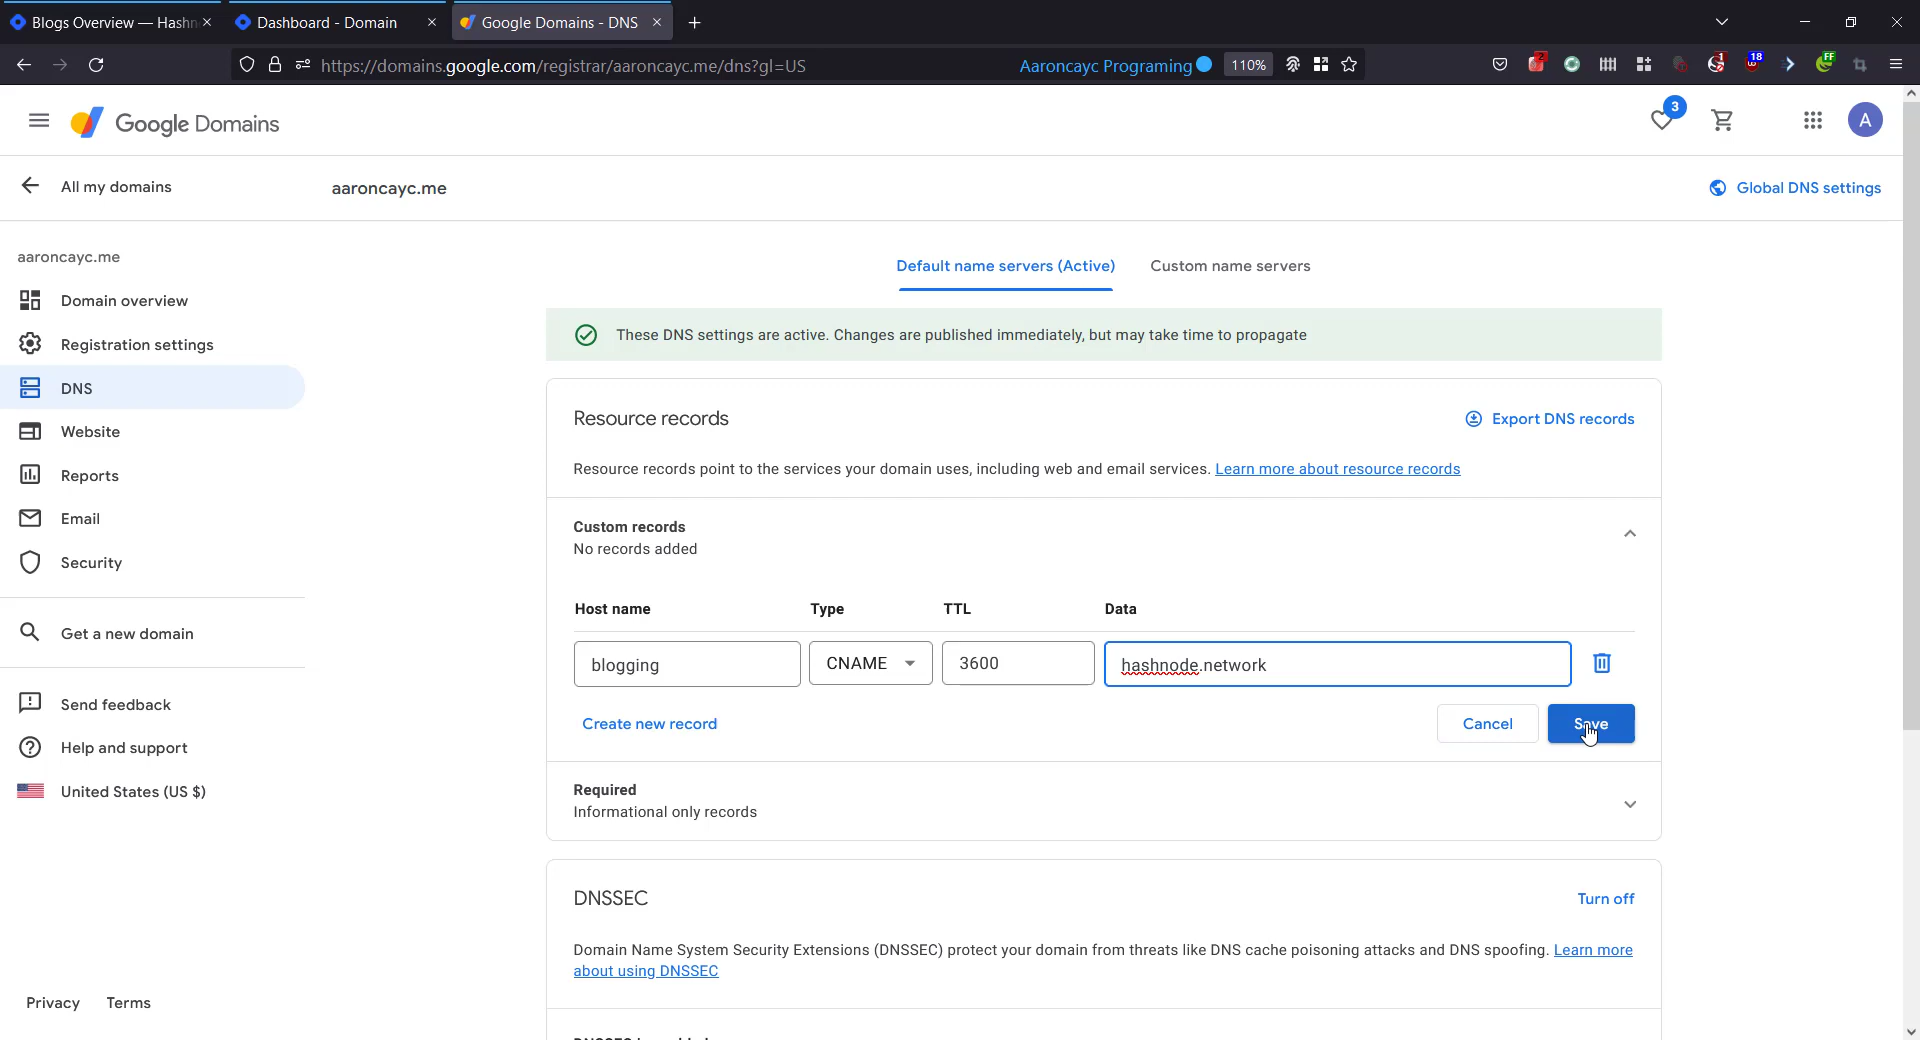 Blogs Overview — Hashn
Dashboard - Domain
Google Domains - DNS
https://domains.google.com/registrar/aaroncayc.me/dns?gl=US
Aaroncayc Programing
110%
2
1
18
FF
Google Domains
3
A
All my domains
aaroncayc.me
Global DNS settings
aaroncayc.me
Domain overview
Registration settings
DNS
Website
Reports
Email
Security
Get a new domain
Send feedback
Help and support
United States (US $)
Privacy
Terms
Default name servers (Active)
Custom name servers
These DNS settings are active. Changes are published immediately, but may take time to propagate
Resource records
Export DNS records
Resource records point to the services your domain uses, including web and email services. Learn more about resource records
Custom records
No records added
Host name
Type
TTL
Data
blogging
CNAME
3600
hashnode.network
Create new record
Cancel
Save
Required
Informational only records
DNSSEC
Turn off
Domain Name System Security Extensions (DNSSEC) protect your domain from threats like DNS cache poisoning attacks and DNS spoofing. Learn more
about using DNSSEC